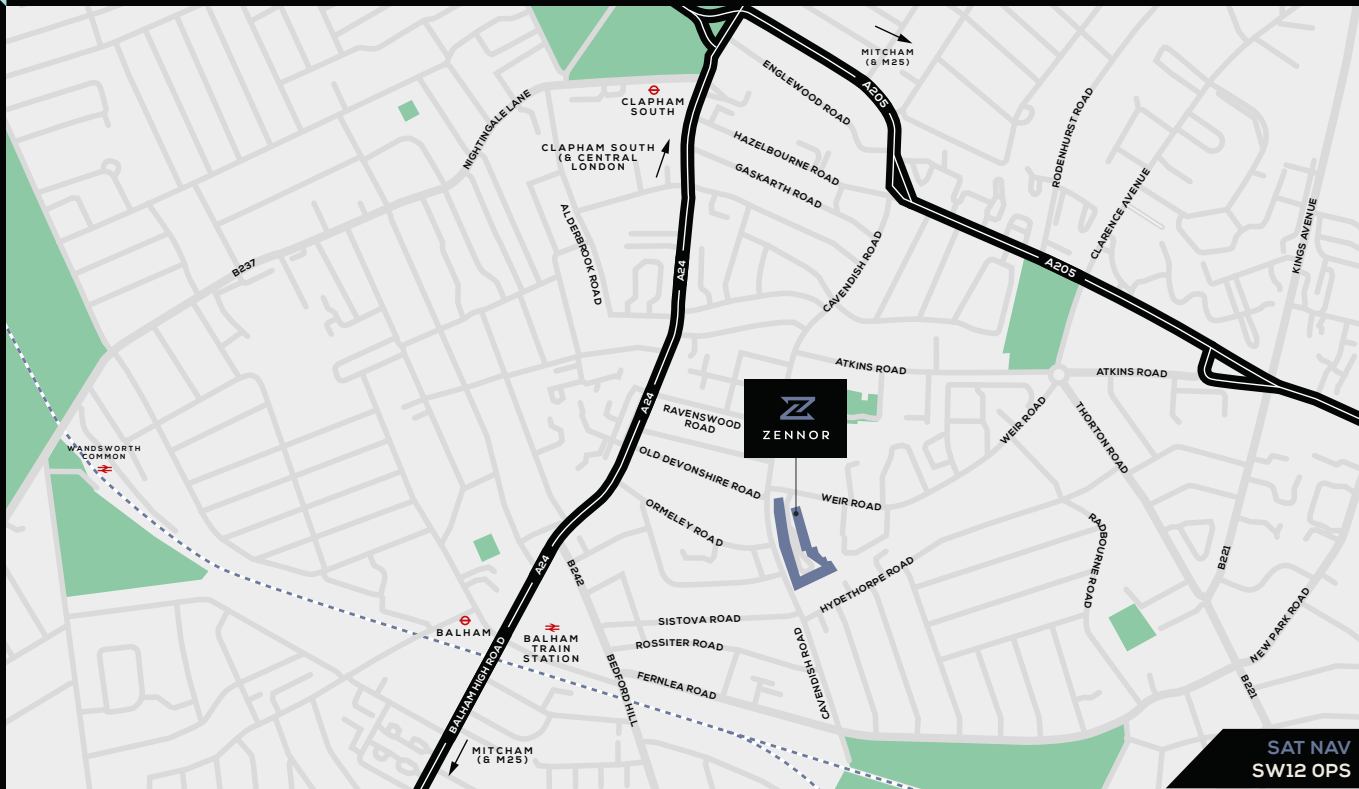 MITCHAM
(& M25)
ENGLEWOOD ROAD
A205
RODENHURST ROAD
NIGHTINGALE LANE
CLAPHAM
SOUTH
HAZELBOURNE ROAD
CLAPHAM SOUTH
(& CENTRAL
LONDON
GASKARTH ROAD
CLARENCE AVENUE
KINGS AVENUE
ALDERBROOK ROAD
CAVENDISH ROAD
B237
A24
A205
ATKINS ROAD
ATKINS ROAD
A24
RAVENSWOOD
ROAD
ZENNOR
WEIR ROAD
THORTON ROAD
WANDSWORTH
COMMON
OLD DEVONSHIRE ROAD
WEIR ROAD
ORMELEY ROAD
RADBOURNE ROAD
A24
B242
B221
HYDETHORPE ROAD
BALHAM
BALHAM
TRAIN
STATION
SISTOVA ROAD
ROSSITER ROAD
NEW PARK ROAD
BALHAM HIGH ROAD
BEDFORD HILL
FERNLEA ROAD
CAVENDISH ROAD
B221
MITCHAM
(& M25)
SAT NAV
SW12 0PS